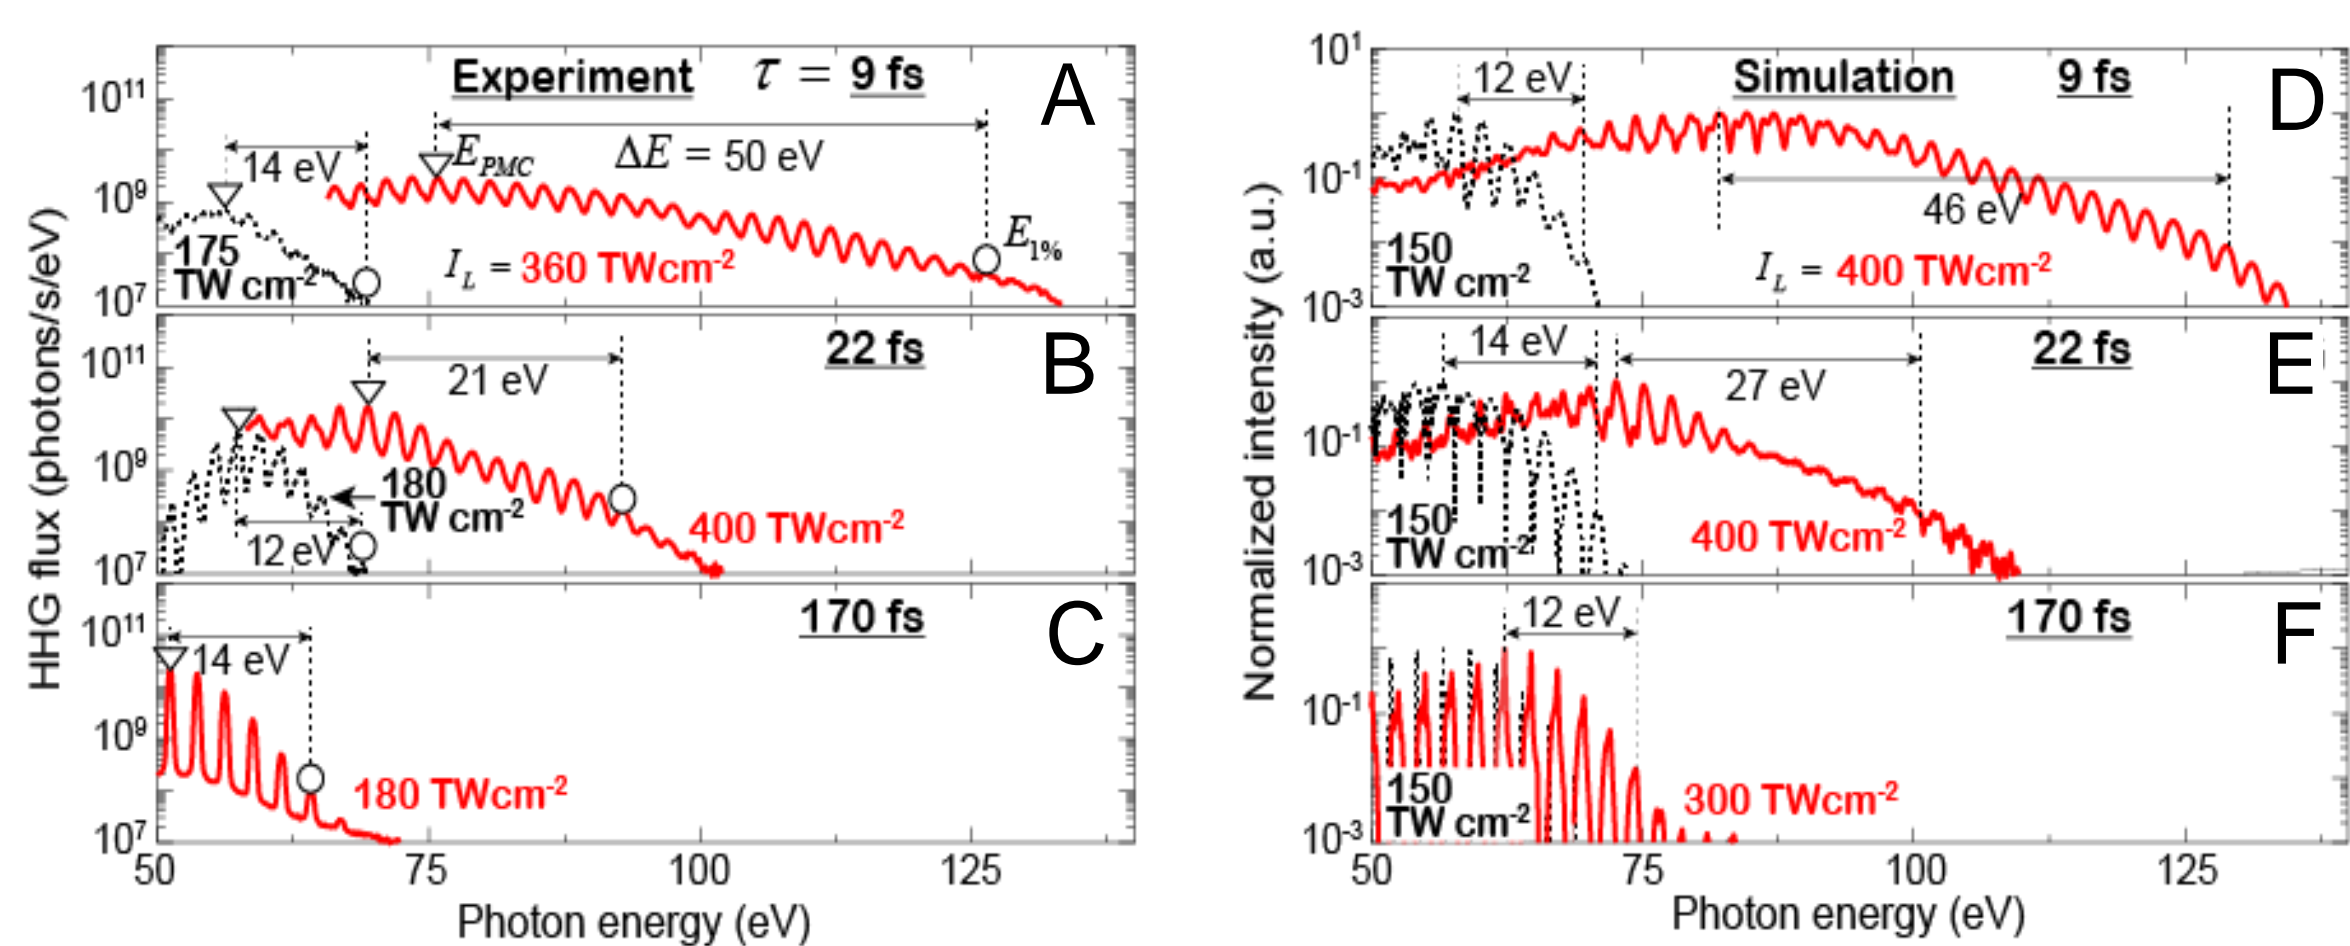 HHG flux (photons/s/eV)
10¹¹
10⁹
10⁷
Experiment τ = 9 fs
A
14 eV
E_PMC
ΔE = 50 eV
E_1%
175
TW cm⁻²
I_L = 360 TWcm⁻²
10¹¹
10⁹
10⁷
22 fs
B
21 eV
180
TW cm⁻²
12 eV
400 TWcm⁻²
10¹¹
10⁹
10⁷
170 fs
C
14 eV
180 TWcm⁻²
50 75 100 125
Photon energy (eV)
Normalized intensity (a.u.)
10¹
10⁻¹
10⁻³
12 eV
Simulation 9 fs
D
46 eV
150
TW cm⁻²
I_L = 400 TWcm⁻²
10⁻¹
10⁻³
14 eV
22 fs
E
27 eV
150
TW cm⁻²
400 TWcm⁻²
10⁻¹
10⁻³
12 eV
170 fs
F
150
TW cm⁻²
300 TWcm⁻²
50 75 100 125
Photon energy (eV)